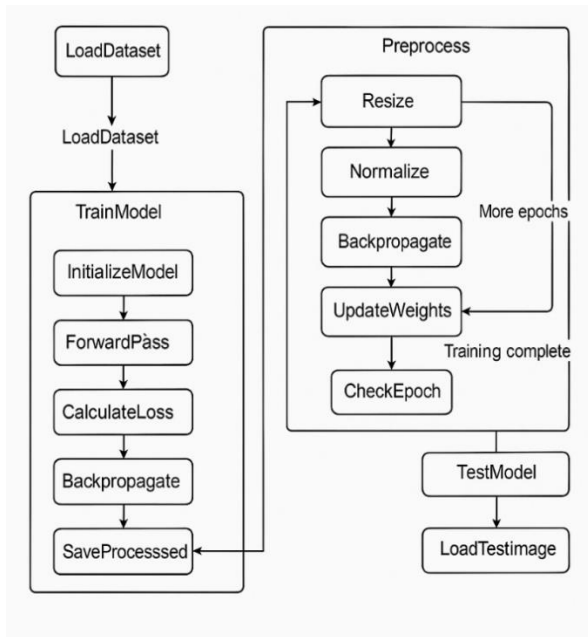 LoadDataset
LoadDataset
TrainModel
InitializeModel
ForwardPàss
CalculateLoss
Backpropagate
SaveProcesssed
Preprocess
Resize
Normalize
More epochs
Backpropagate
UpdateWeights
Training complete
CheckEpoch
TestModel
LoadTestimage